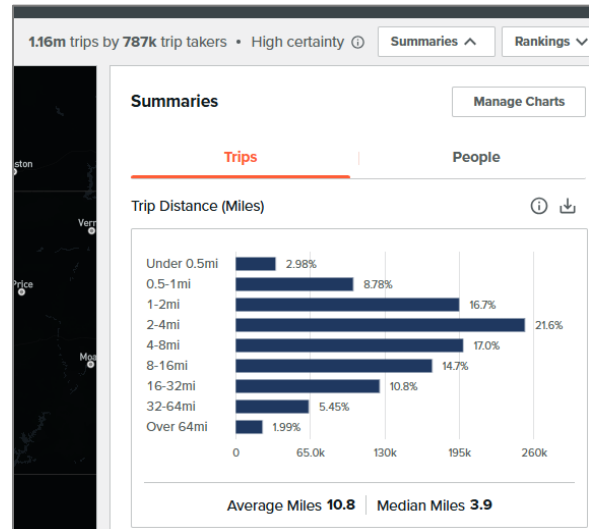 1.16m trips by 787k trip takers • High certainty Summaries Rankings
Summaries Manage Charts
Trips People
Trip Distance (Miles)
Under 0.5mi 2.98%
0.5-1mi 8.78%
1-2mi 16.7%
2-4mi 21.6%
4-8mi 17.0%
8-16mi 14.7%
16-32mi 10.8%
32-64mi 5.45%
Over 64mi 1.99%
0 65.0k 130k 195k 260k
Average Miles 10.8 Median Miles 3.9
ston
Vern
Price
Moa